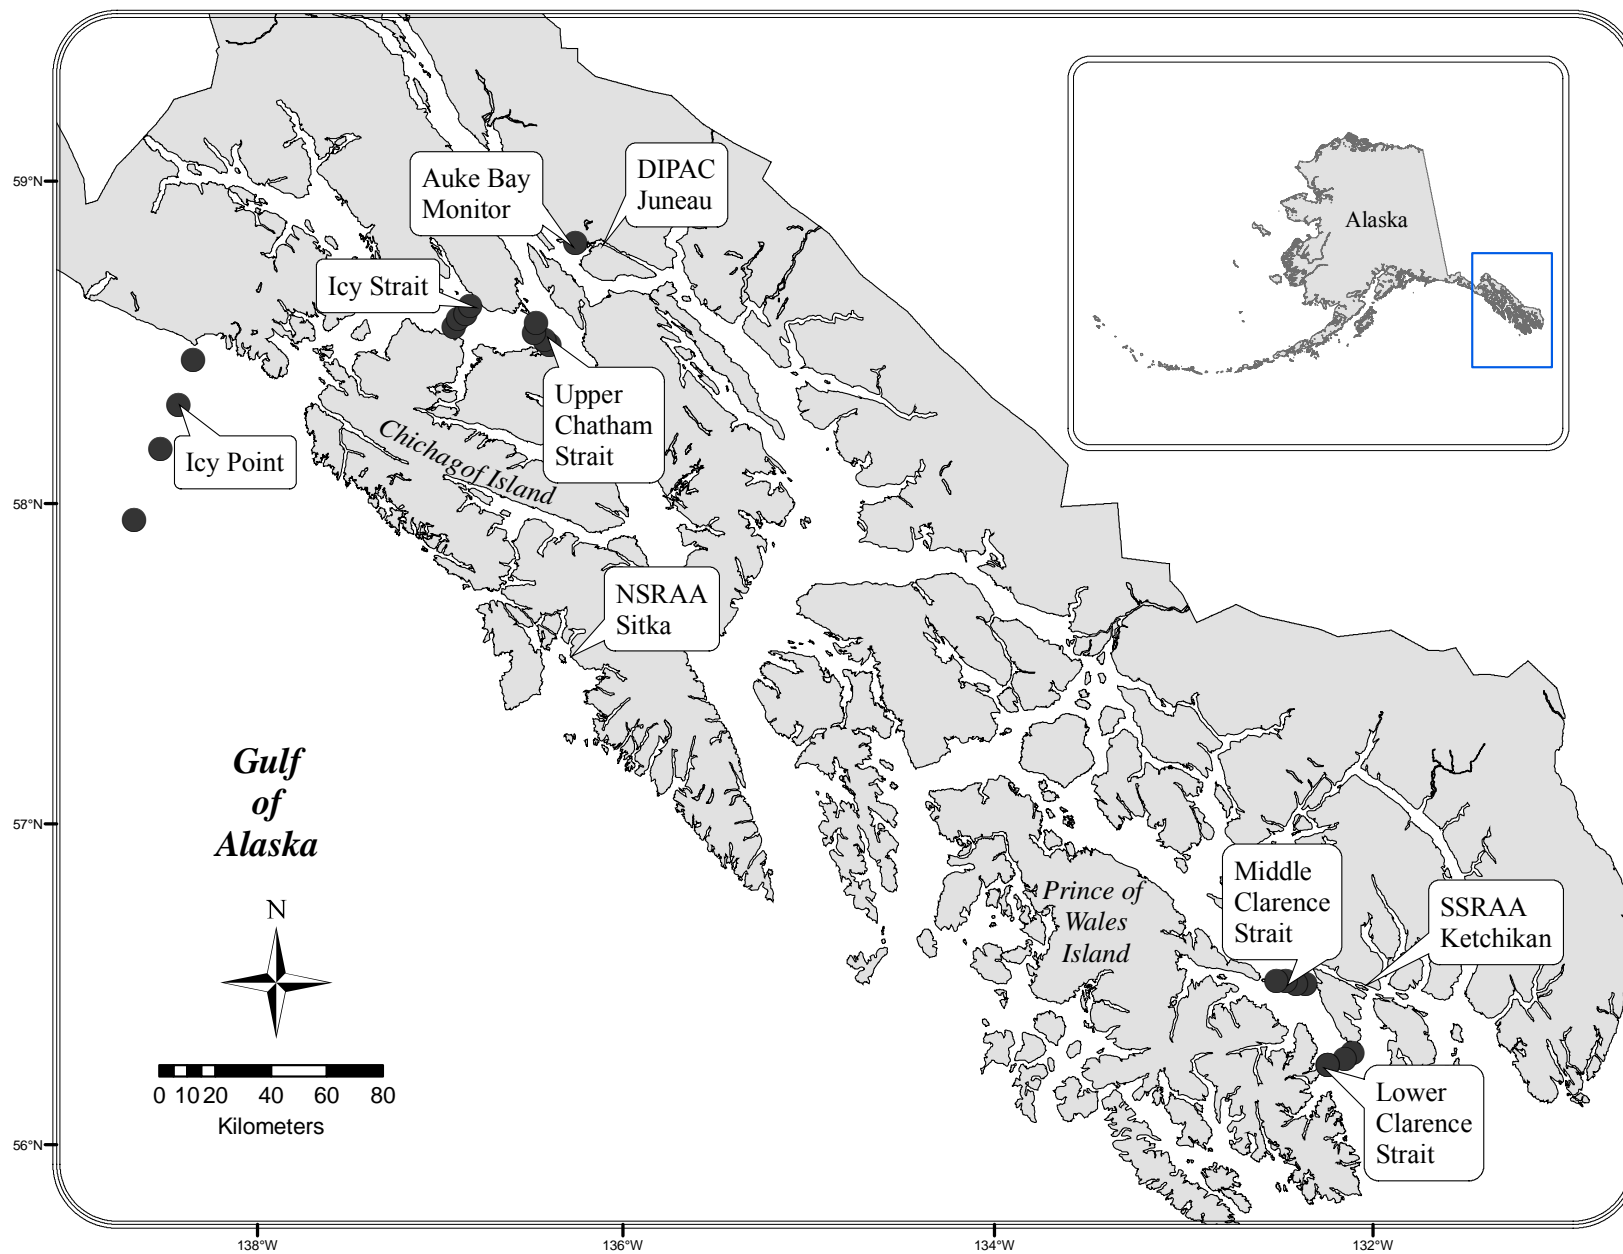 59°N
58°N
57°N
56°N
138°W
136°W
134°W
132°W
Auke Bay
Monitor
DIPAC
Juneau
Icy Strait
Icy Point
Upper
Chatham
Strait
Chichagof Island
NSRAA
Sitka
Gulf
of
Alaska
N
0 10 20 40 60 80
Kilometers
Prince of
Wales
Island
Middle
Clarence
Strait
SSRAA
Ketchikan
Lower
Clarence
Strait
Alaska